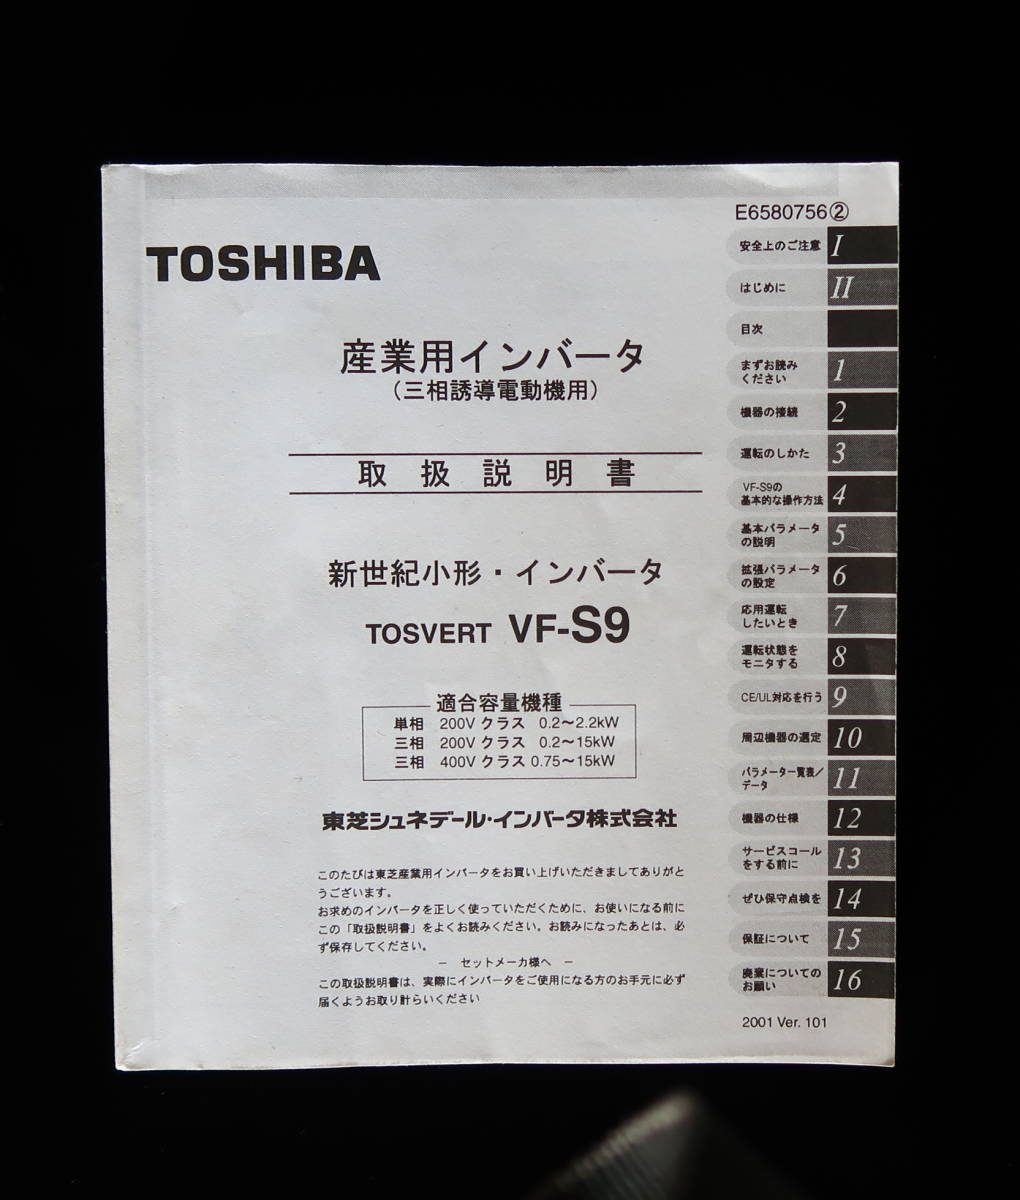 E6580756②
TOSHIBA
産業用インバータ
(三相誘導電動機用)
取扱説明書
新世紀小形・インバータ
TOSVERT VF-S9
適合容量機種
単相 200V クラス 0.2～2.2kW
三相 200V クラス 0.2～15kW
三相 400V クラス 0.75～15kW
東芝シュネデール・インバータ株式会社
このたびは東芝産業用インバータをお買い上げいただきましてありがと
うございます。
お求めのインバータを正しく使っていただくために、お使いになる前に
この「取扱説明書」をよくお読みください。お読みになったあとは、必
ず保存してください。
－ セットメーカ様へ －
この取扱説明書は、実際にインバータをご使用になる方のお手元に必ず
届くようお取り計らいください
安全上のご注意 I
はじめに II
目次
まずお読み
ください 1
機器の接続 2
運転のしかた 3
VF-S9の
基本的な操作方法 4
基本パラメータ
の説明 5
拡張パラメータ
の設定 6
応用運転
したいとき 7
運転状態を
モニタする 8
CE/UL対応を行う 9
周辺機器の選定 10
パラメータ一覧表/
データ 11
機器の仕様 12
サービスコール
をする前に 13
ぜひ保守点検を 14
保証について 15
廃棄についての
お願い 16
2001 Ver. 101